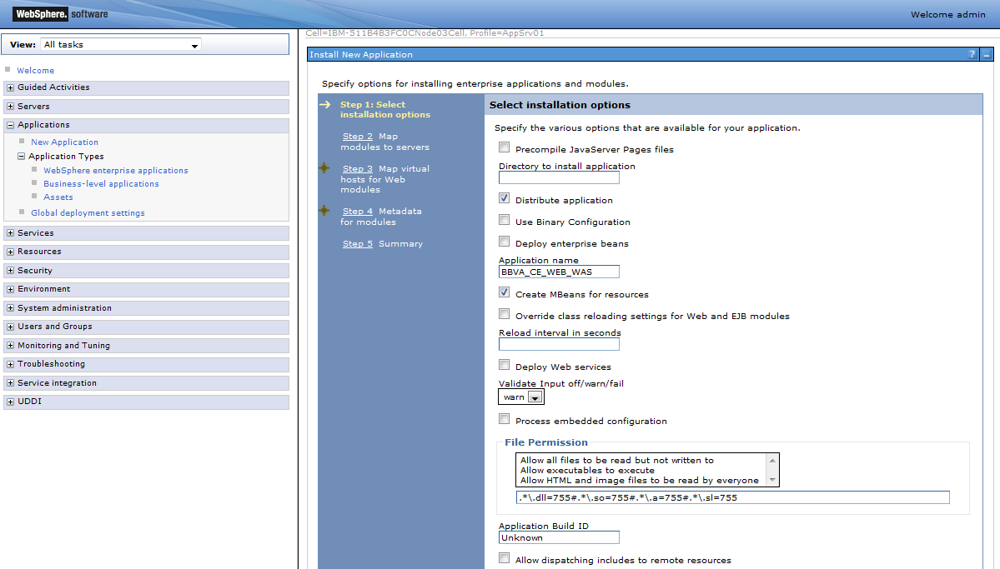 WebSphere. software
Welcome admin
View: All tasks
Welcome
Guided Activities
Servers
Applications
New Application
Application Types
WebSphere enterprise applications
Business-level applications
Assets
Global deployment settings
Services
Resources
Security
Environment
System administration
Users and Groups
Monitoring and Tuning
Troubleshooting
Service integration
UDDI
Cell=IBM-511B4B3FC0CNode03Cell, Profile=AppSrv01
Install New Application
?
Specify options for installing enterprise applications and modules.
Step 1: Select
installation options
Step 2 Map
modules to servers
Step 3 Map virtual
hosts for Web
modules
Step 4 Metadata
for modules
Step 5 Summary
Select installation options
Specify the various options that are available for your application.
Precompile JavaServer Pages files
Directory to install application
Distribute application
Use Binary Configuration
Deploy enterprise beans
Application name
BBVA_CE_WEB_WAS
Create MBeans for resources
Override class reloading settings for Web and EJB modules
Reload interval in seconds
Deploy Web services
Validate Input off/warn/fail
warn
Process embedded configuration
File Permission
Allow all files to be read but not written to
Allow executables to execute
Allow HTML and image files to be read by everyone
.*\.dll=755#.*\.so=755#.*\.a=755#.*\.sl=755
Application Build ID
Unknown
Allow dispatching includes to remote resources